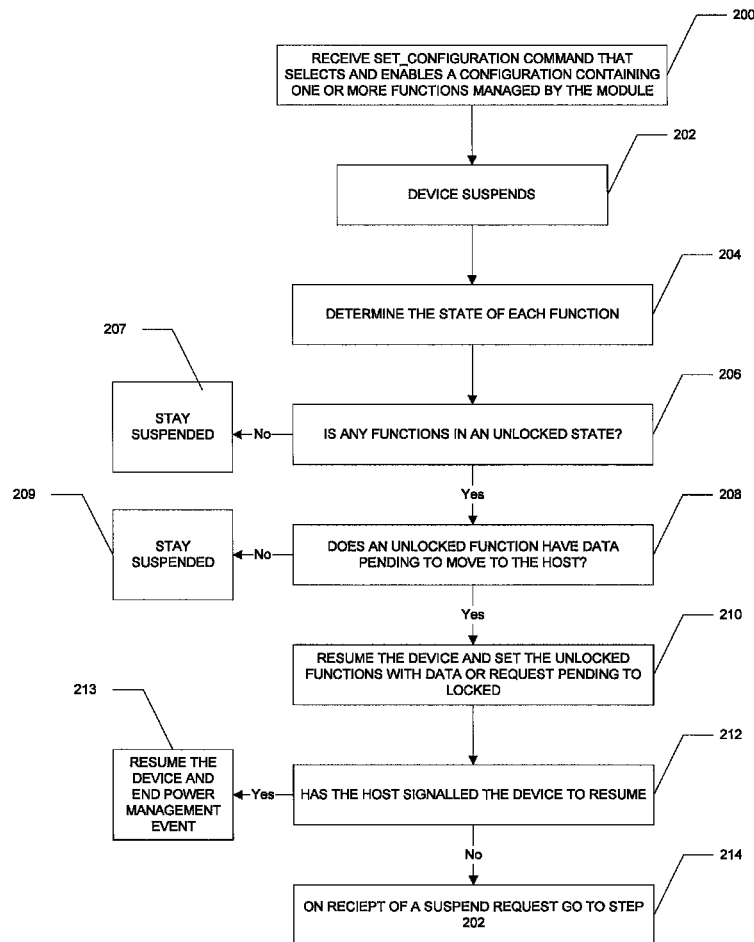 200
RECEIVE SET_CONFIGURATION COMMAND THAT
SELECTS AND ENABLES A CONFIGURATION CONTAINING
ONE OR MORE FUNCTIONS MANAGED BY THE MODULE
202
DEVICE SUSPENDS
204
DETERMINE THE STATE OF EACH FUNCTION
207
206
STAY
SUSPENDED
No
IS ANY FUNCTIONS IN AN UNLOCKED STATE?
Yes
209
208
STAY
SUSPENDED
No
DOES AN UNLOCKED FUNCTION HAVE DATA
PENDING TO MOVE TO THE HOST?
Yes
210
RESUME THE DEVICE AND SET THE UNLOCKED
FUNCTIONS WITH DATA OR REQUEST PENDING TO
LOCKED
213
212
RESUME THE
DEVICE AND
END POWER
MANAGEMENT
EVENT
Yes
HAS THE HOST SIGNALLED THE DEVICE TO RESUME
No
214
ON RECIEPT OF A SUSPEND REQUEST GO TO STEP
202